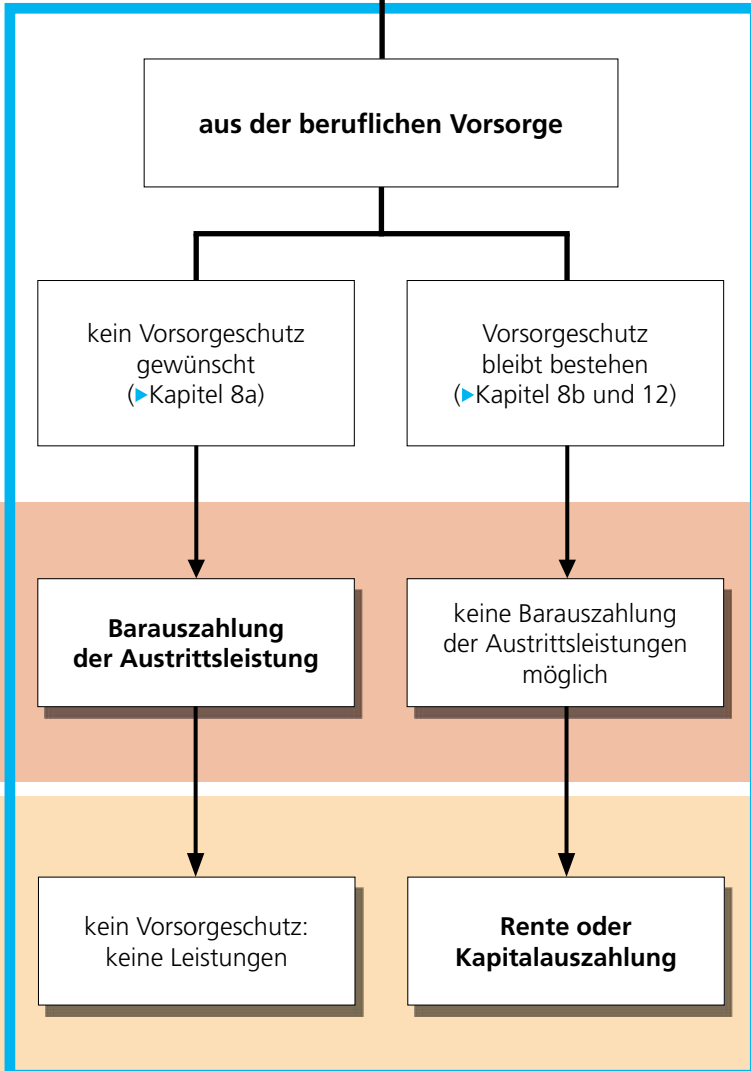 aus der beruflichen Vorsorge
kein Vorsorgeschutz
gewünscht
(▶Kapitel 8a)
Vorsorgeschutz
bleibt bestehen
(▶Kapitel 8b und 12)
Barauszahlung
der Austrittsleistung
keine Barauszahlung
der Austrittsleistungen
möglich
kein Vorsorgeschutz:
keine Leistungen
Rente oder
Kapitalauszahlung